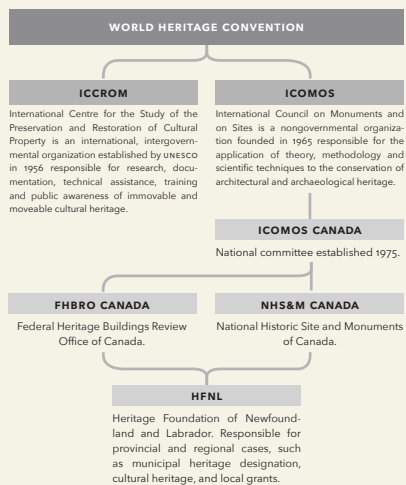 WORLD HERITAGE CONVENTION
ICCROM
International Centre for the Study of the
Preservation and Restoration of Cultural
Property is an international, intergovern-
mental organization established by UNESCO
in 1956 responsible for research, docu-
mentation, technical assistance, training
and public awareness of immovable and
moveable cultural heritage.
ICOMOS
International Council on Monuments and
on Sites is a nongovernmental organiza-
tion founded in 1965 responsible for the
application of theory, methodology and
scientific techniques to the conservation of
architectural and archaeological heritage.
ICOMOS CANADA
National committee established 1975.
FHBRO CANADA
Federal Heritage Buildings Review
Office of Canada.
NHS&M CANADA
National Historic Site and Monuments
of Canada.
HFNL
Heritage Foundation of Newfound-
land and Labrador. Responsible for
provincial and regional cases, such
as municipal heritage designation,
cultural heritage, and local grants.